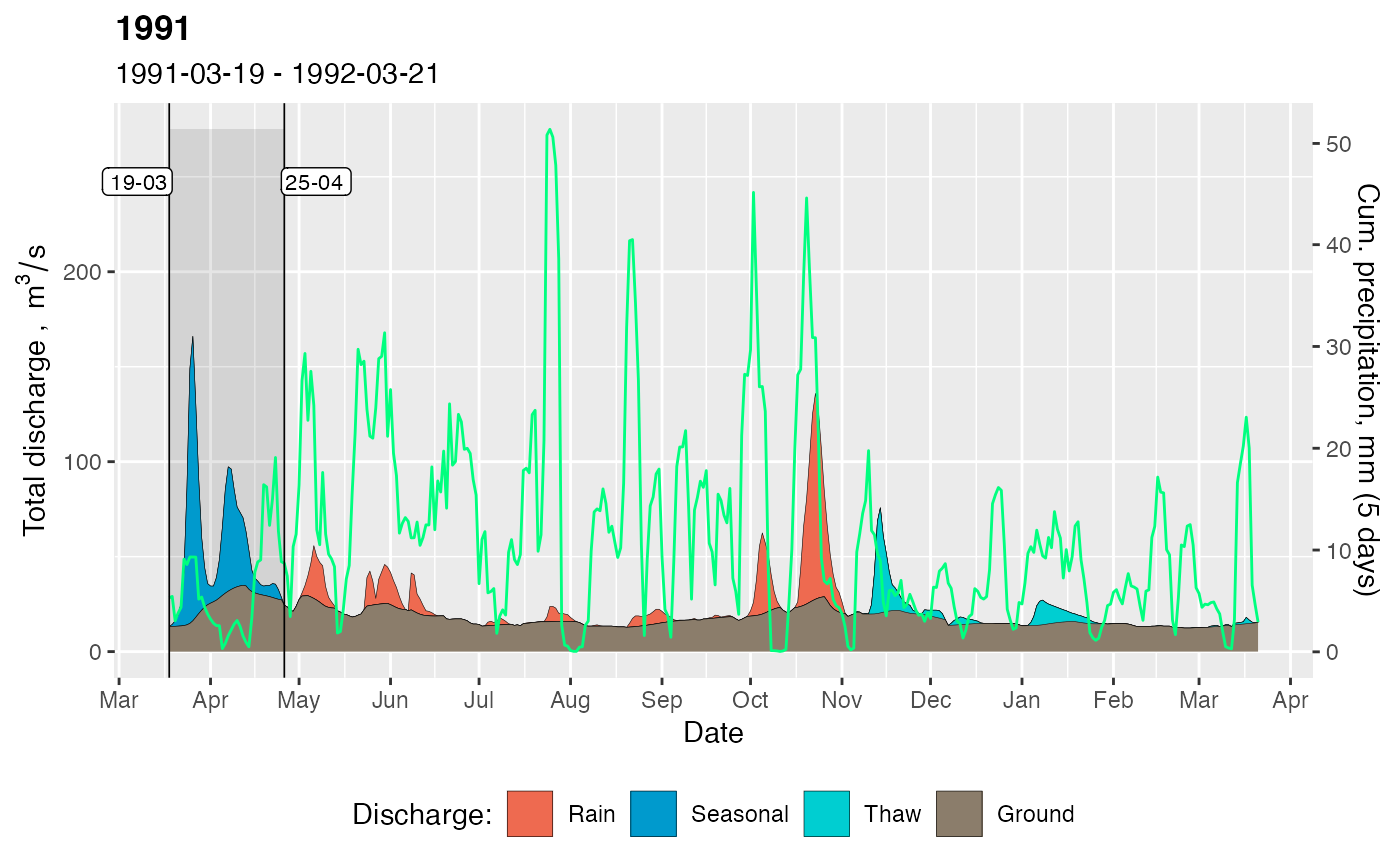 1991
1991-03-19 - 1992-03-21
19-03
25-04
Total discharge , m³/s
200
100
0
50
40
30
20
10
0
Cum. precipitation, mm (5 days)
Mar Apr May Jun Jul Aug Sep Oct Nov Dec Jan Feb Mar Apr
Date
Discharge: Rain Seasonal Thaw Ground